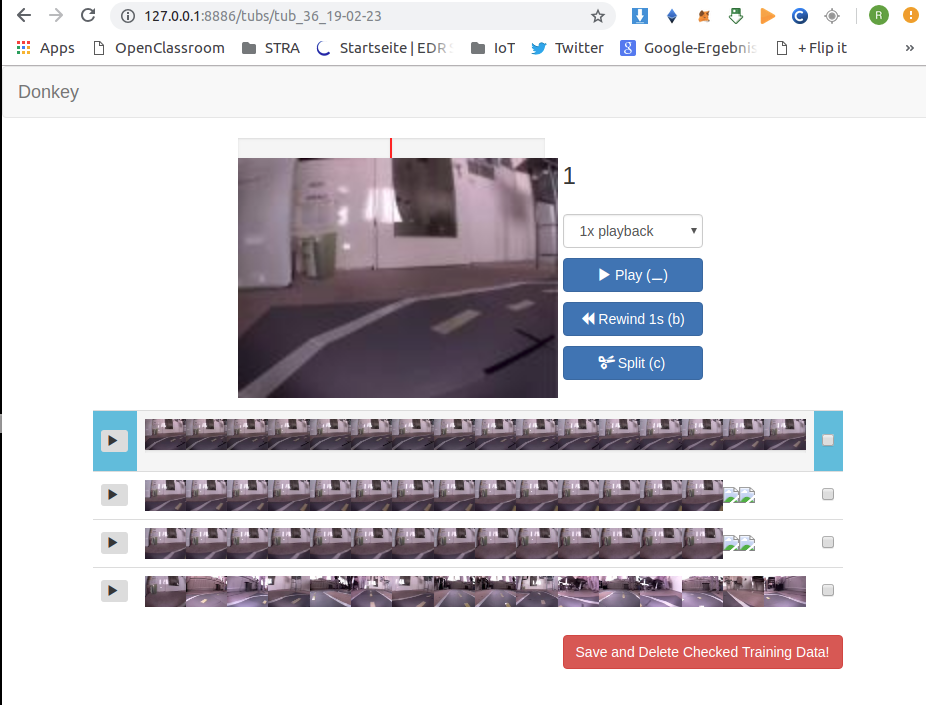 127.0.0.1:8886/tubs/tub_36_19-02-23
R
Apps OpenClassroom STRA Startseite | EDR IoT Twitter Google-Ergebnis + Flip it »
Donkey
1
1x playback
Play (_)
Rewind 1s (b)
Split (c)
Save and Delete Checked Training Data!